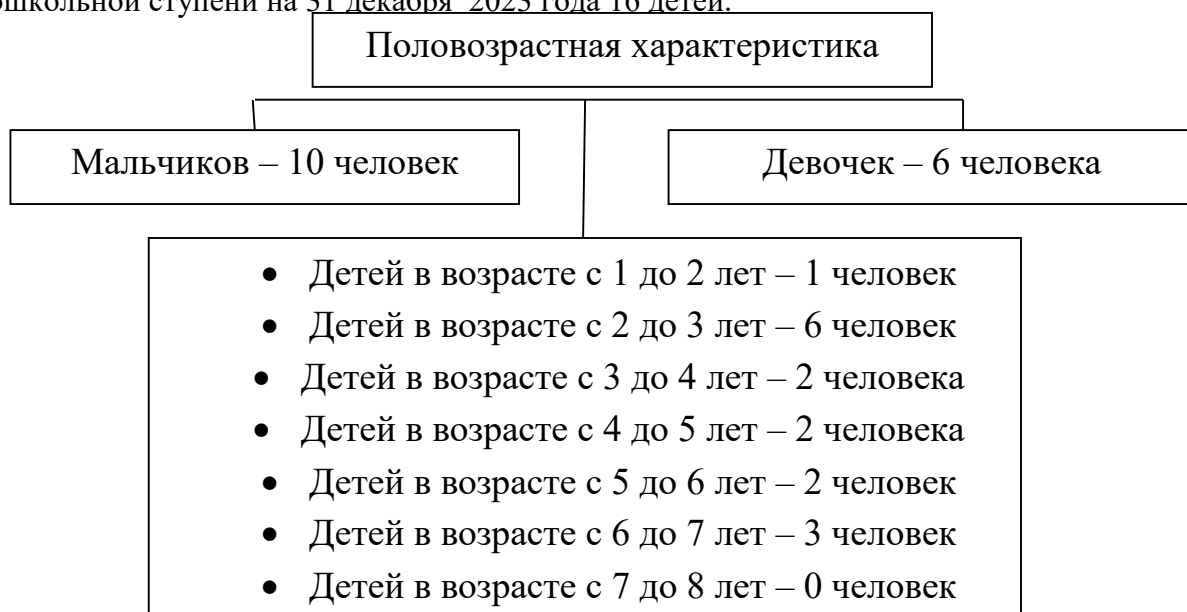 ошкольной ступени на 31 декабря 2023 года 16 детей.
Половозрастная характеристика
Мальчиков – 10 человек
Девочек – 6 человека
• Детей в возрасте с 1 до 2 лет – 1 человек
• Детей в возрасте с 2 до 3 лет – 6 человек
• Детей в возрасте с 3 до 4 лет – 2 человека
• Детей в возрасте с 4 до 5 лет – 2 человека
• Детей в возрасте с 5 до 6 лет – 2 человек
• Детей в возрасте с 6 до 7 лет – 3 человек
• Детей в возрасте с 7 до 8 лет – 0 человек